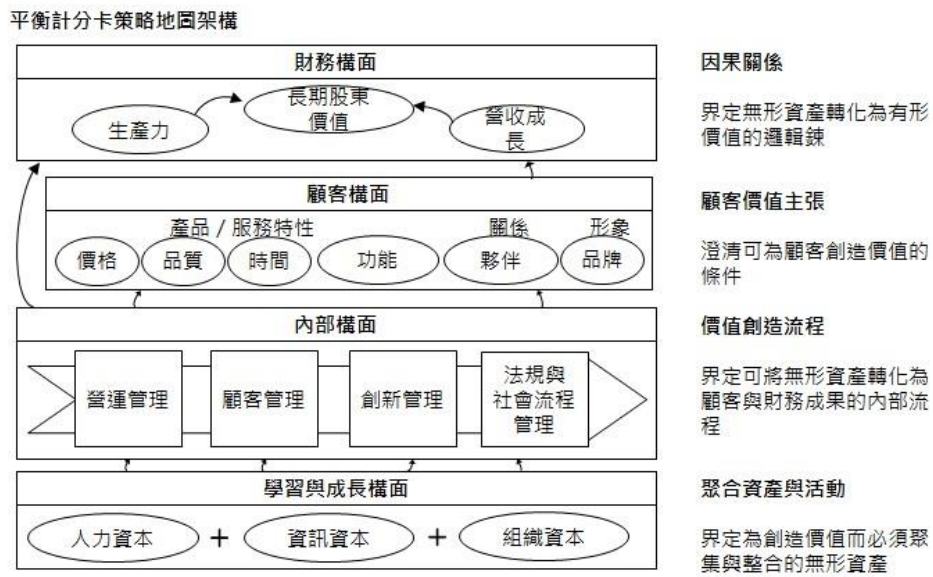 平衡計分卡策略地圖架構
財務構面
生產力
長期股東
價值
營收成
長
因果關係
界定無形資產轉化為有形
價值的邏輯鍊
顧客構面
產品 / 服務特性
關係
形象
價格
品質
時間
功能
夥伴
品牌
顧客價值主張
澄清可為顧客創造價值的
條件
內部構面
營運管理
顧客管理
創新管理
法規與
社會流程
管理
價值創造流程
界定可將無形資產轉化為
顧客與財務成果的內部流
程
學習與成長構面
人力資本
+
資訊資本
+
組織資本
聚合資產與活動
界定為創造價值而必須聚
集與整合的無形資產